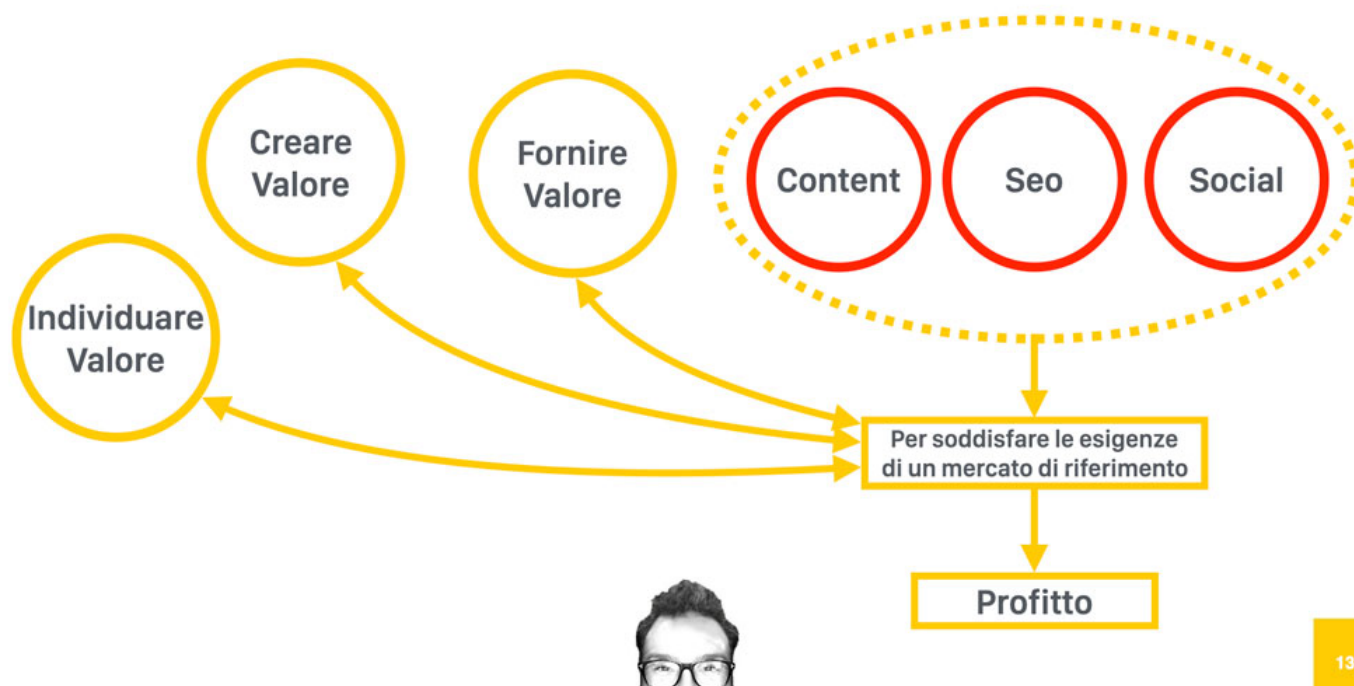 Creare
Valore
Fornire
Valore
Content
Seo
Social
Individuare
Valore
Per soddisfare le esigenze
di un mercato di riferimento
Profitto
13